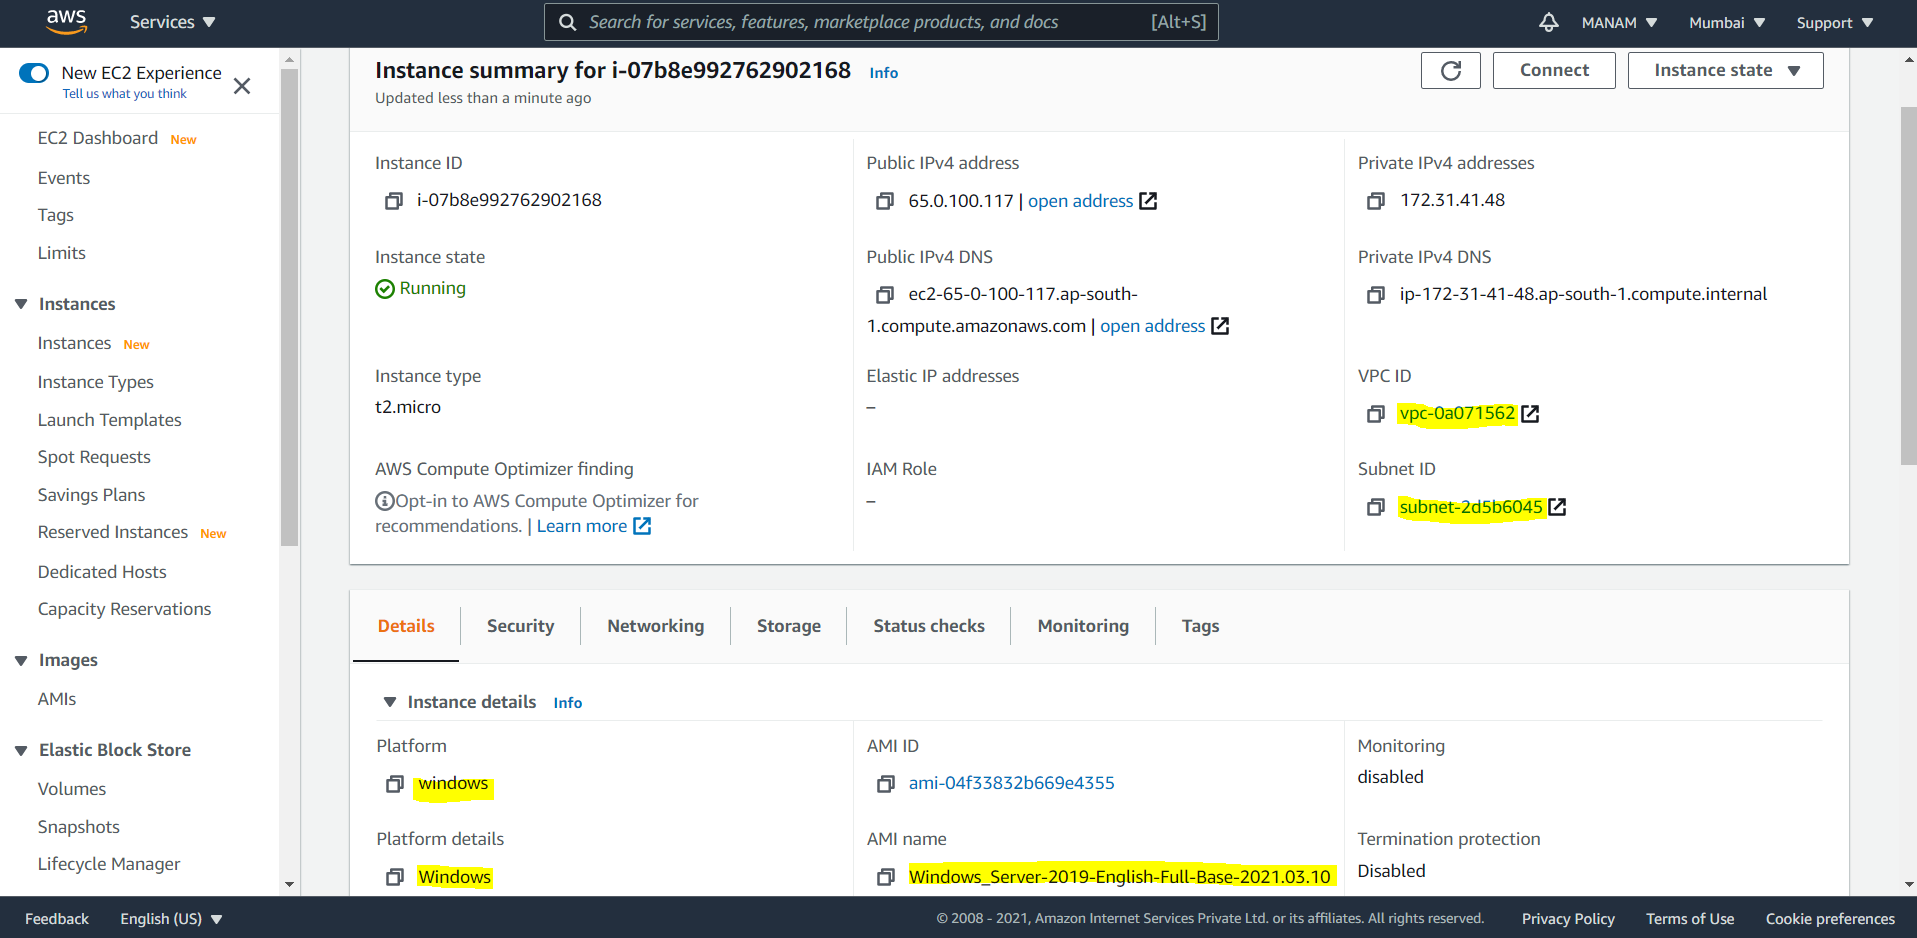 aws
Services
Search for services, features, marketplace products, and docs [Alt+S]
MANAM
Mumbai
Support
New EC2 Experience
Tell us what you think
EC2 Dashboard New
Events
Tags
Limits
Instances
Instances New
Instance Types
Launch Templates
Spot Requests
Savings Plans
Reserved Instances New
Dedicated Hosts
Capacity Reservations
Images
AMIs
Elastic Block Store
Volumes
Snapshots
Lifecycle Manager
Instance summary for i-07b8e992762902168 Info
Updated less than a minute ago
Connect
Instance state
Instance ID
i-07b8e992762902168
Public IPv4 address
65.0.100.117 | open address
Private IPv4 addresses
172.31.41.48
Instance state
Running
Public IPv4 DNS
ec2-65-0-100-117.ap-south-
1.compute.amazonaws.com | open address
Private IPv4 DNS
ip-172-31-41-48.ap-south-1.compute.internal
Instance type
t2.micro
Elastic IP addresses
–
VPC ID
vpc-0a071562
AWS Compute Optimizer finding
Opt-in to AWS Compute Optimizer for
recommendations. | Learn more
IAM Role
–
Subnet ID
subnet-2d5b6045
Details
Security
Networking
Storage
Status checks
Monitoring
Tags
Instance details Info
Platform
windows
AMI ID
ami-04f33832b669e4355
Monitoring
disabled
Platform details
Windows
AMI name
Windows_Server-2019-English-Full-Base-2021.03.10
Termination protection
Disabled
Feedback
English (US)
© 2008 - 2021, Amazon Internet Services Private Ltd. or its affiliates. All rights reserved.
Privacy Policy
Terms of Use
Cookie preferences